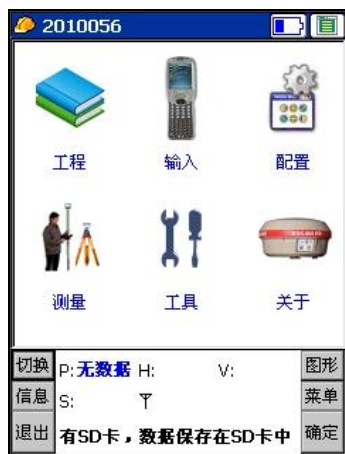 2010056
工程 输入 配置
测量 工具 关于
切换 P:无数据 H: V: 图形
信息 S: 菜单
退出 有SD卡，数据保存在SD卡中 确定